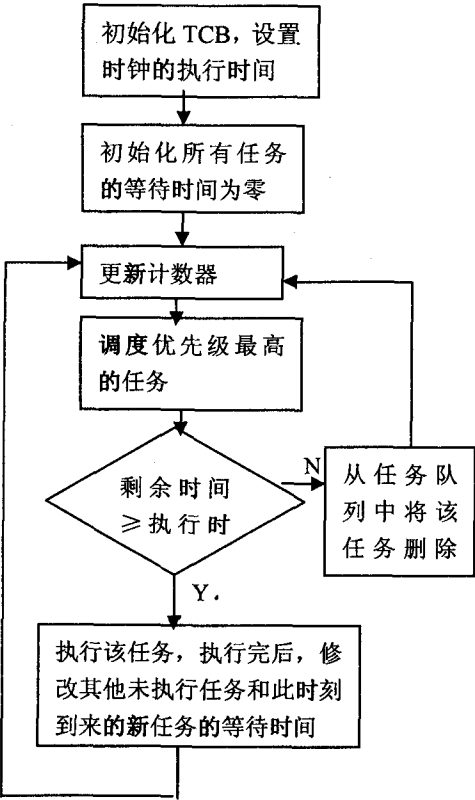 初始化 TCB，设置
时钟的执行时间
初始化所有任务
的等待时间为零
更新计数器
调度优先级最高
的任务
剩余时间
≥执行时
N
从任务队
列中将该
任务删除
Y.
执行该任务，执行完后，修
改其他未执行任务和此时刻
到来的新任务的等待时间